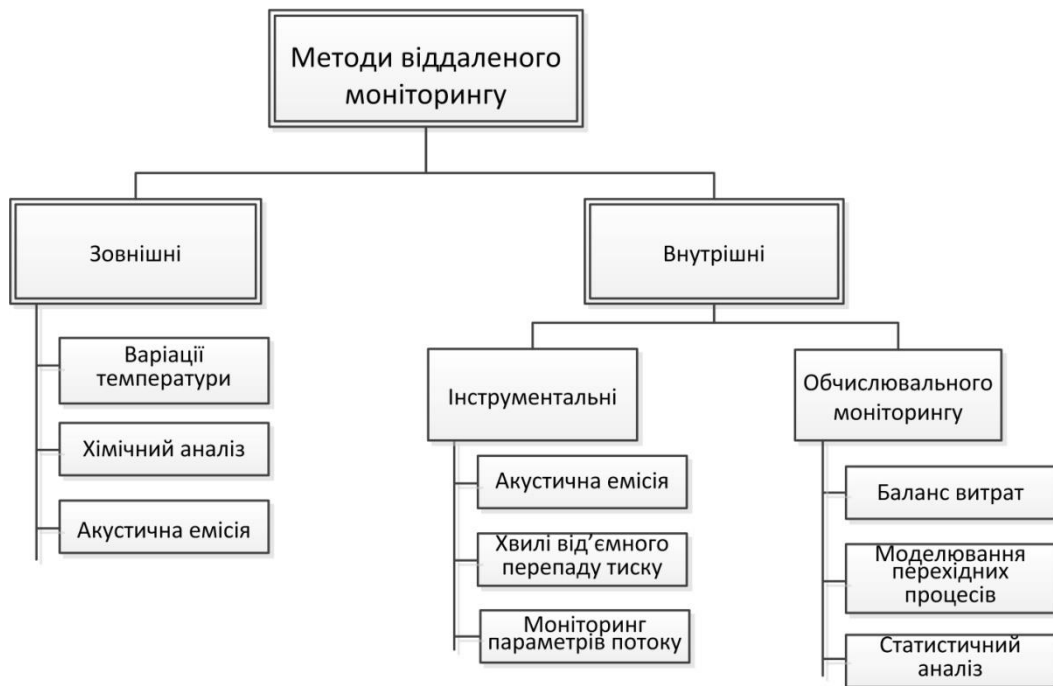 Методи віддаленого
моніторингу
Зовнішні
Внутрішні
Варіації
температури
Хімічний аналіз
Акустична емісія
Інструментальні
Акустична емісія
Хвилі від’ємного
перепаду тиску
Моніторинг
параметрів потоку
Обчислювального
моніторингу
Баланс витрат
Моделювання
перехідних
процесів
Статистичний
аналіз